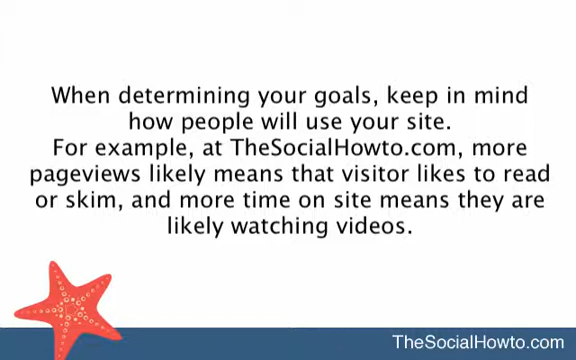 When determining your goals, keep in mind
how people will use your site.
For example, at TheSocialHowto.com, more
pageviews likely means that visitor likes to read
or skim, and more time on site means they are
likely watching videos.
TheSocialHowto.com